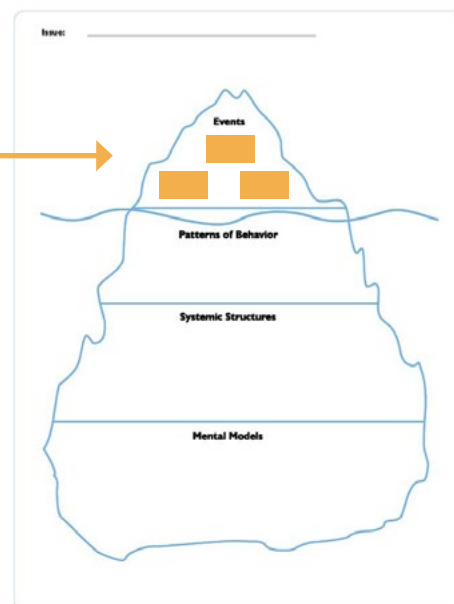 Issue:
Events
Patterns of Behavior
Systemic Structures
Mental Models